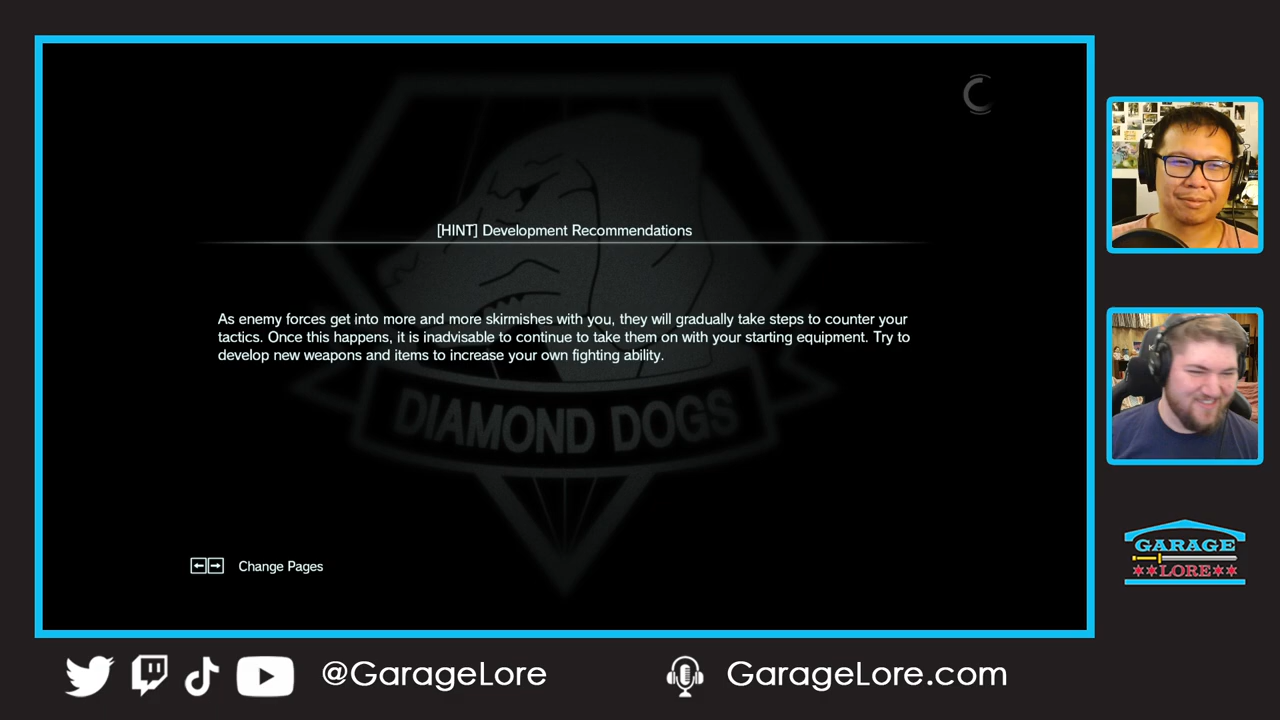 [HINT] Development Recommendations
As enemy forces get into more and more skirmishes with you, they will gradually take steps to counter your
tactics. Once this happens, it is inadvisable to continue to take them on with your starting equipment. Try to
develop new weapons and items to increase your own fighting ability.
DIAMOND DOGS
Change Pages
GARAGE
**LORE**
@GarageLore
GarageLore.com